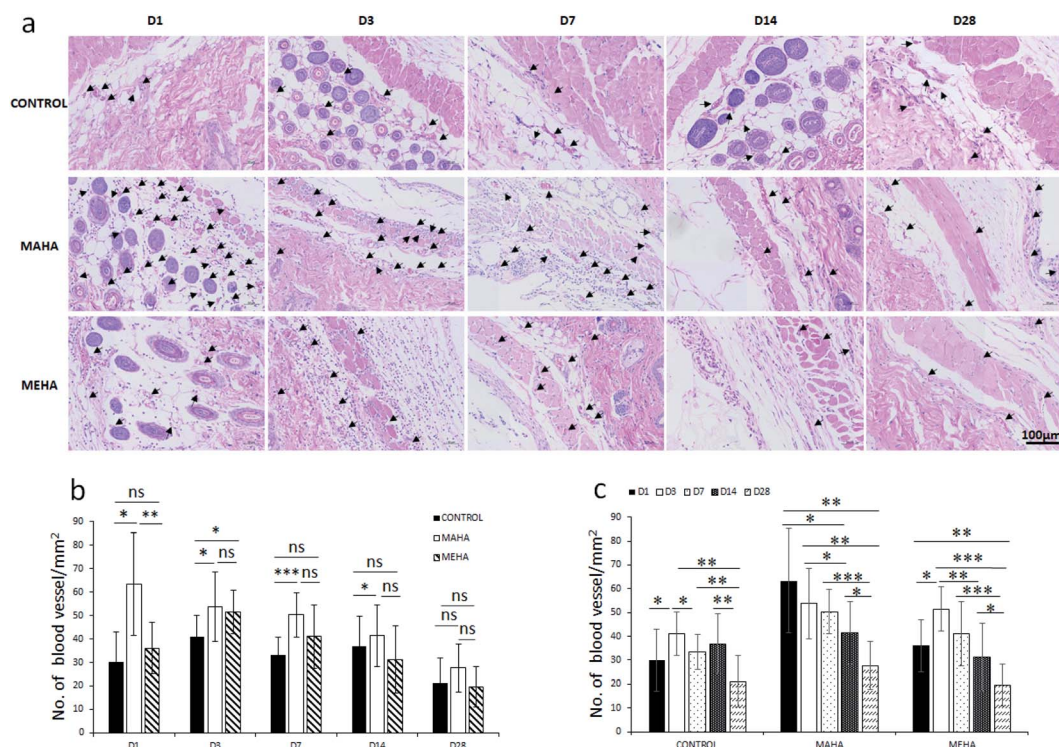 a
D1 D3 D7 D14 D28
CONTROL
MAHA
MEHA
100μm
b
ns
* **
*
* ns
ns
*** ns
ns
* ns
ns
ns ns
CONTROL
MAHA
MEHA
No. of blood vessel/mm²
90
80
70
60
50
40
30
20
10
0
D1 D3 D7 D14 D28
c
D1 D3 D7 D14 D28
**
**
* * **
**
*
**
*
***
*
**
***
* **
***
*
No. of blood vessel/mm²
90
80
70
60
50
40
30
20
10
0
CONTROL MAHA MEHA